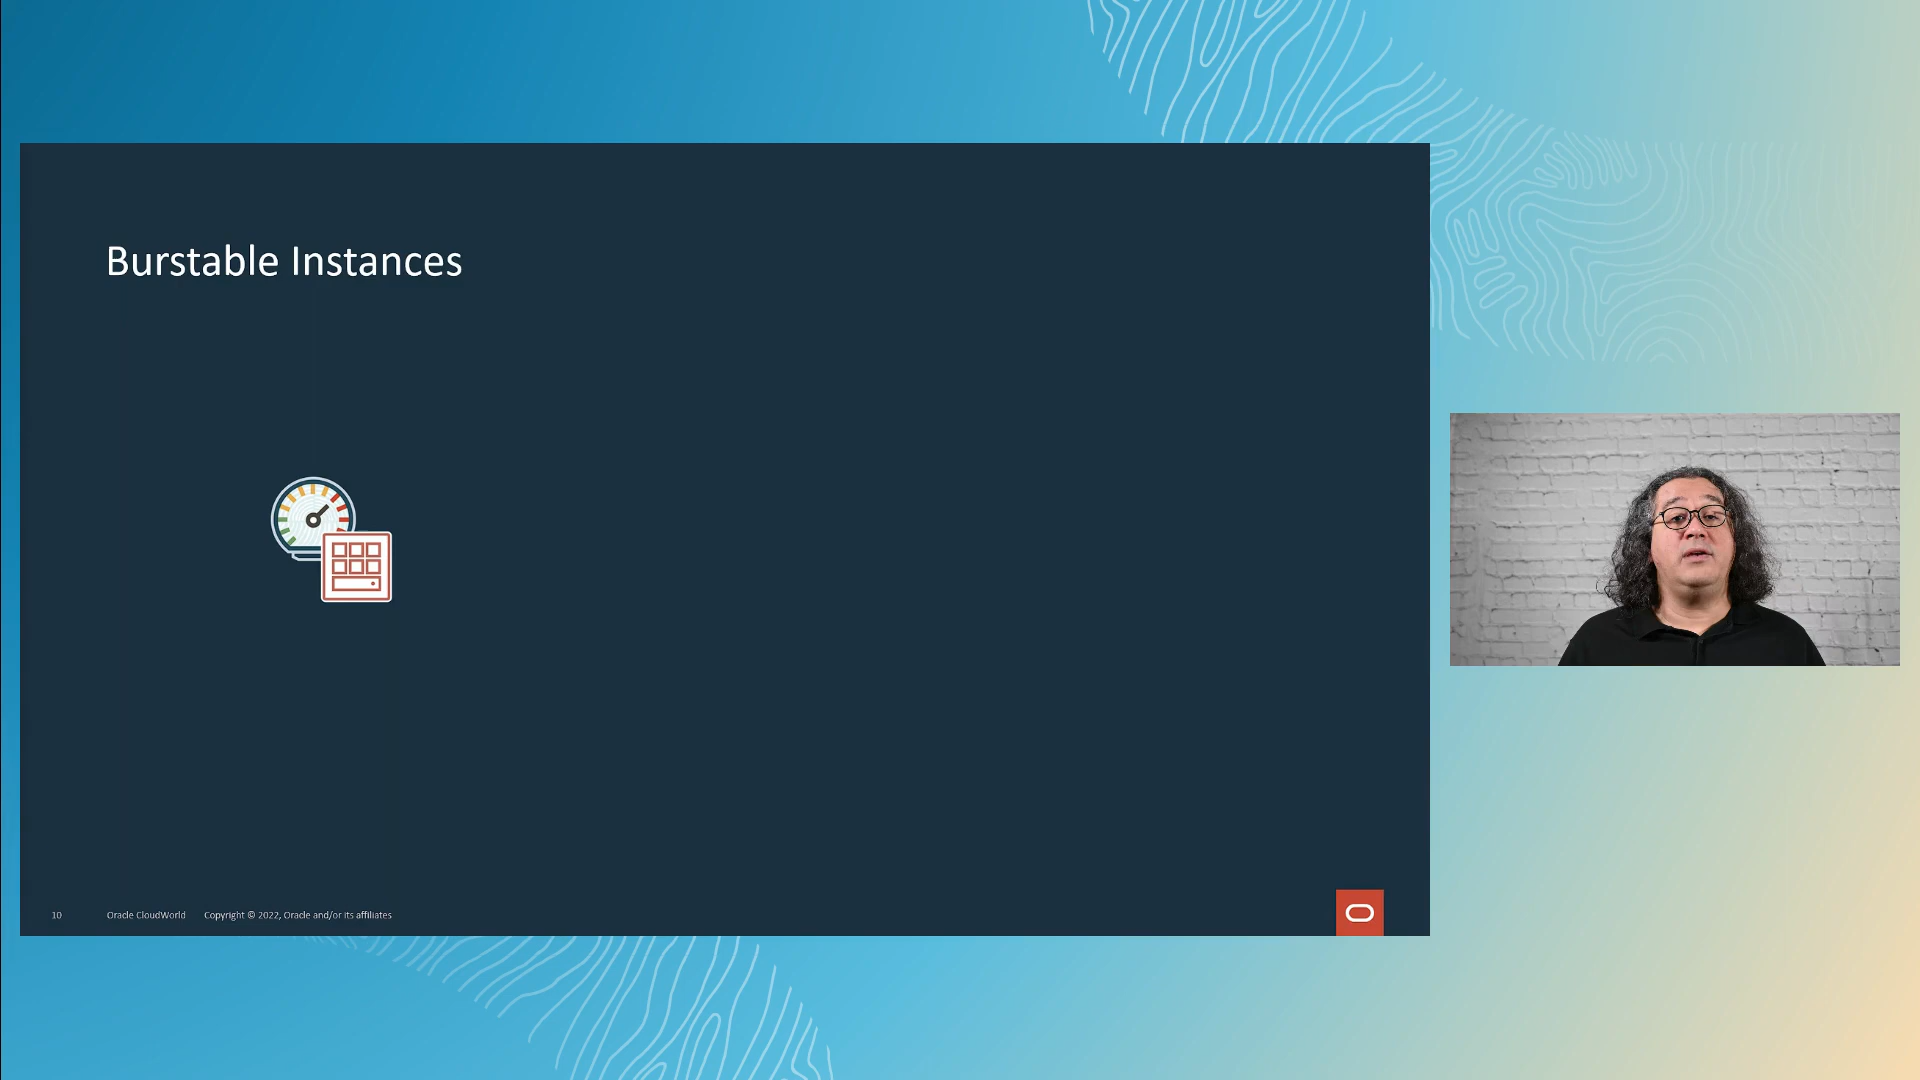 Burstable Instances
10 Oracle CloudWorld Copyright © 2022, Oracle and/or its affiliates